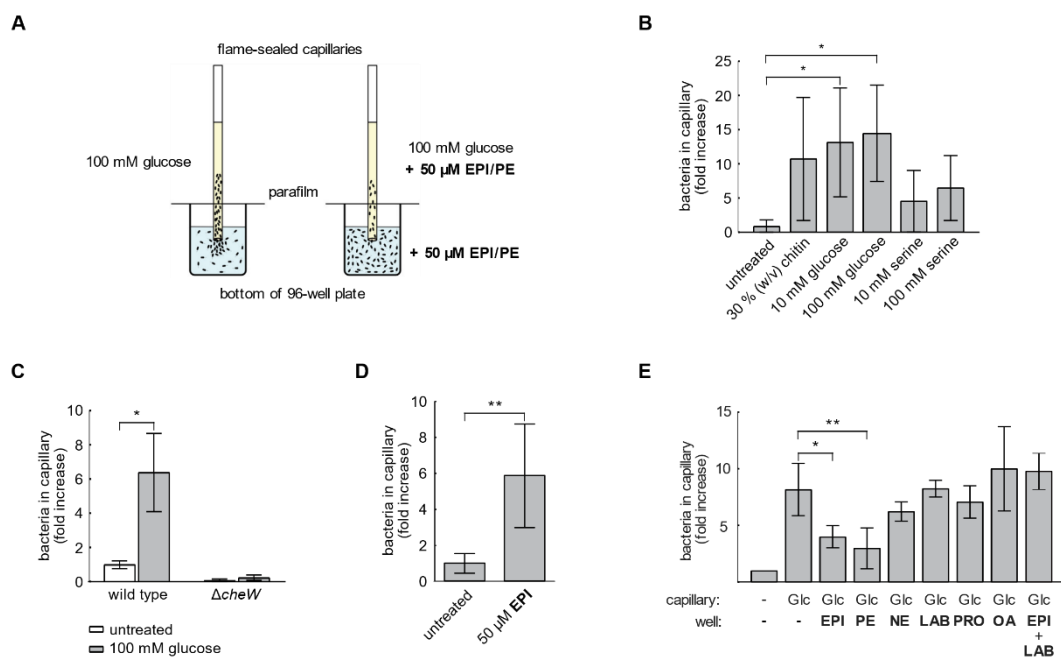 A
flame-sealed capillaries
100 mM glucose
100 mM glucose
+ 50 µM EPI/PE
parafilm
+ 50 µM EPI/PE
bottom of 96-well plate
B
bacteria in capillary
(fold increase)
25
20
15
10
5
0
*
*
untreated
30 % (w/v) chitin
10 mM glucose
100 mM glucose
10 mM serine
100 mM serine
C
bacteria in capillary
(fold increase)
10
8
6
4
2
0
*
wild type
ΔcheW
untreated
100 mM glucose
D
bacteria in capillary
(fold increase)
10
8
6
4
2
0
**
untreated
50 µM EPI
E
bacteria in capillary
(fold increase)
15
10
5
**
*
capillary: - Glc Glc Glc Glc Glc Glc Glc Glc
well: - - EPI PE NE LAB PRO OA EPI
+
LAB